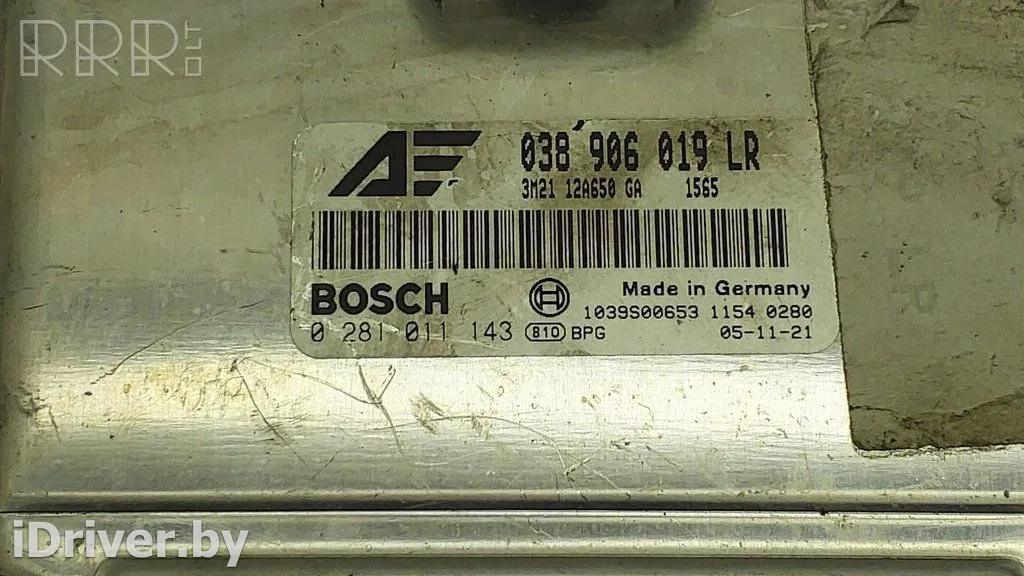 RRR.LT
AE
038 906 019 LR
3M21 12A650 GA 1565
BOSCH
Made in Germany
1039S00653 1154 0280
0 281 011 143 810 BPG 05-11-21
iDriver.by